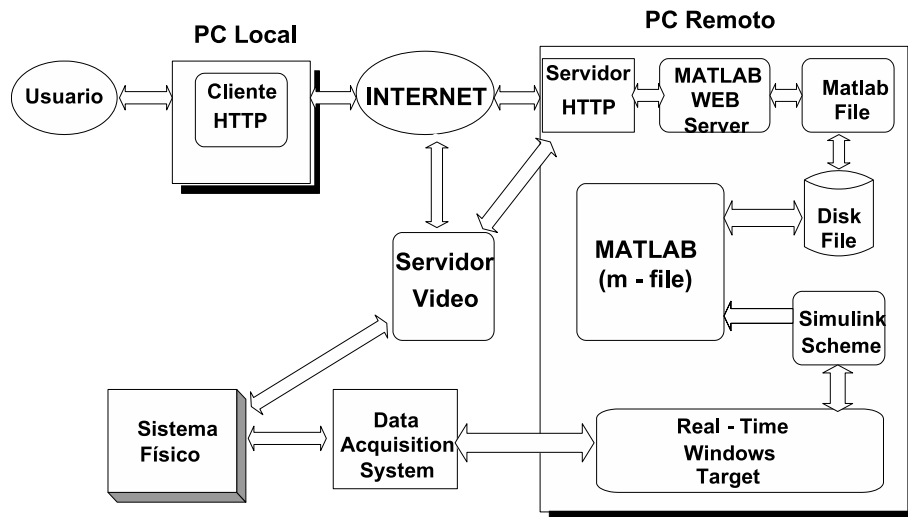 PC Local
PC Remoto
Usuario
Cliente
HTTP
INTERNET
Servidor
HTTP
MATLAB
WEB
Server
Matlab
File
Disk
File
Servidor
Video
MATLAB
(m - file)
Simulink
Scheme
Sistema
Físico
Data
Acquisition
System
Real - Time
Windows
Target